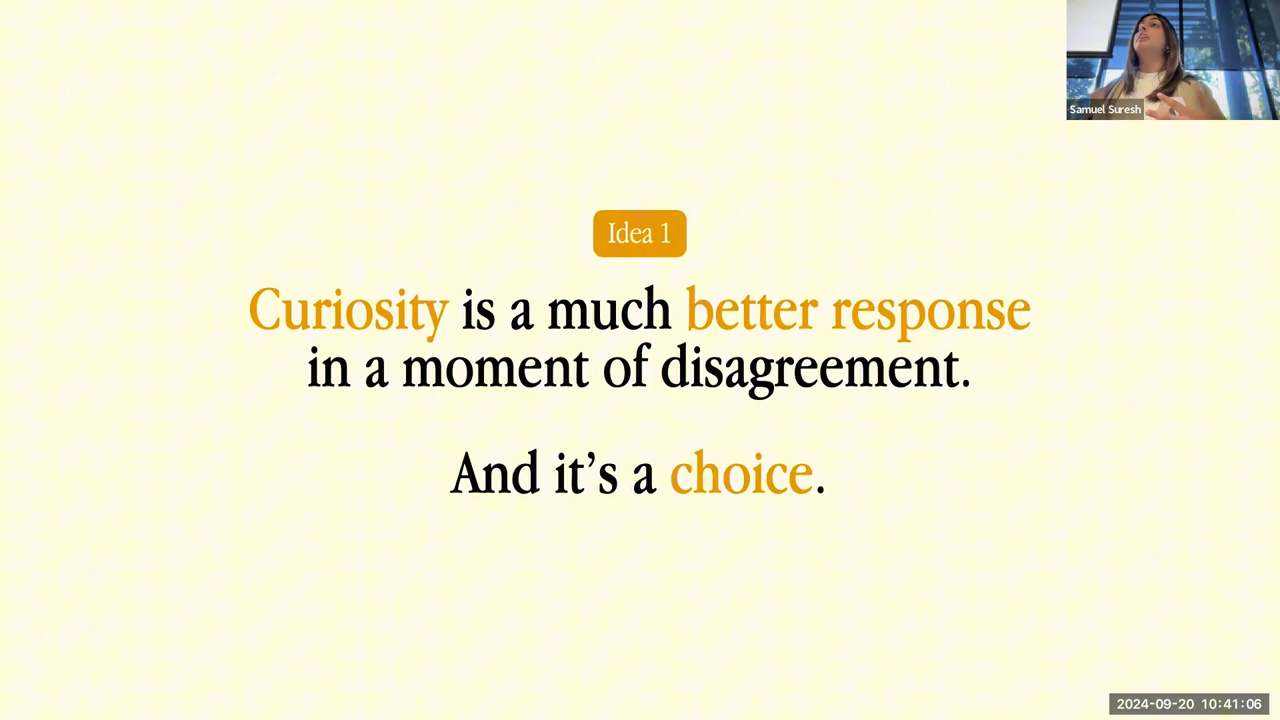 Samuel Suresh
Idea 1
Curiosity is a much better response
in a moment of disagreement.
And it’s a choice.
2024-09-20 10:41:06